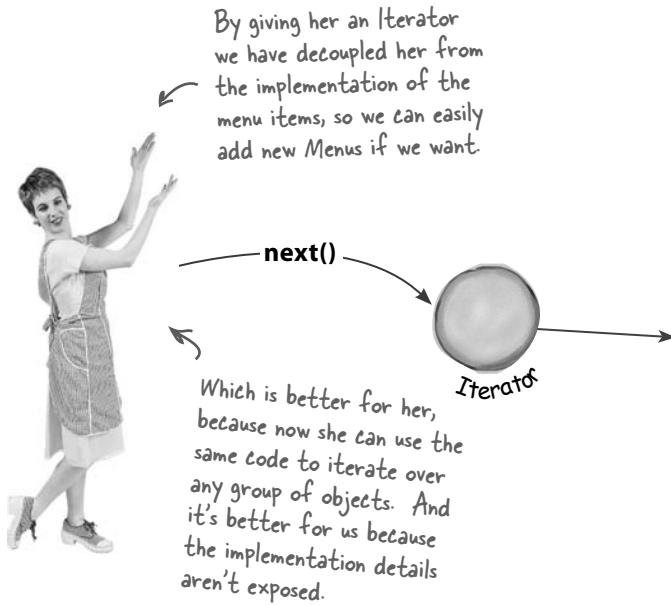 By giving her an Iterator
we have decoupled her from
the implementation of the
menu items, so we can easily
add new Menus if we want.
next()
Iterator
Which is better for her,
because now she can use the
same code to iterate over
any group of objects. And
it's better for us because
the implementation details
aren't exposed.